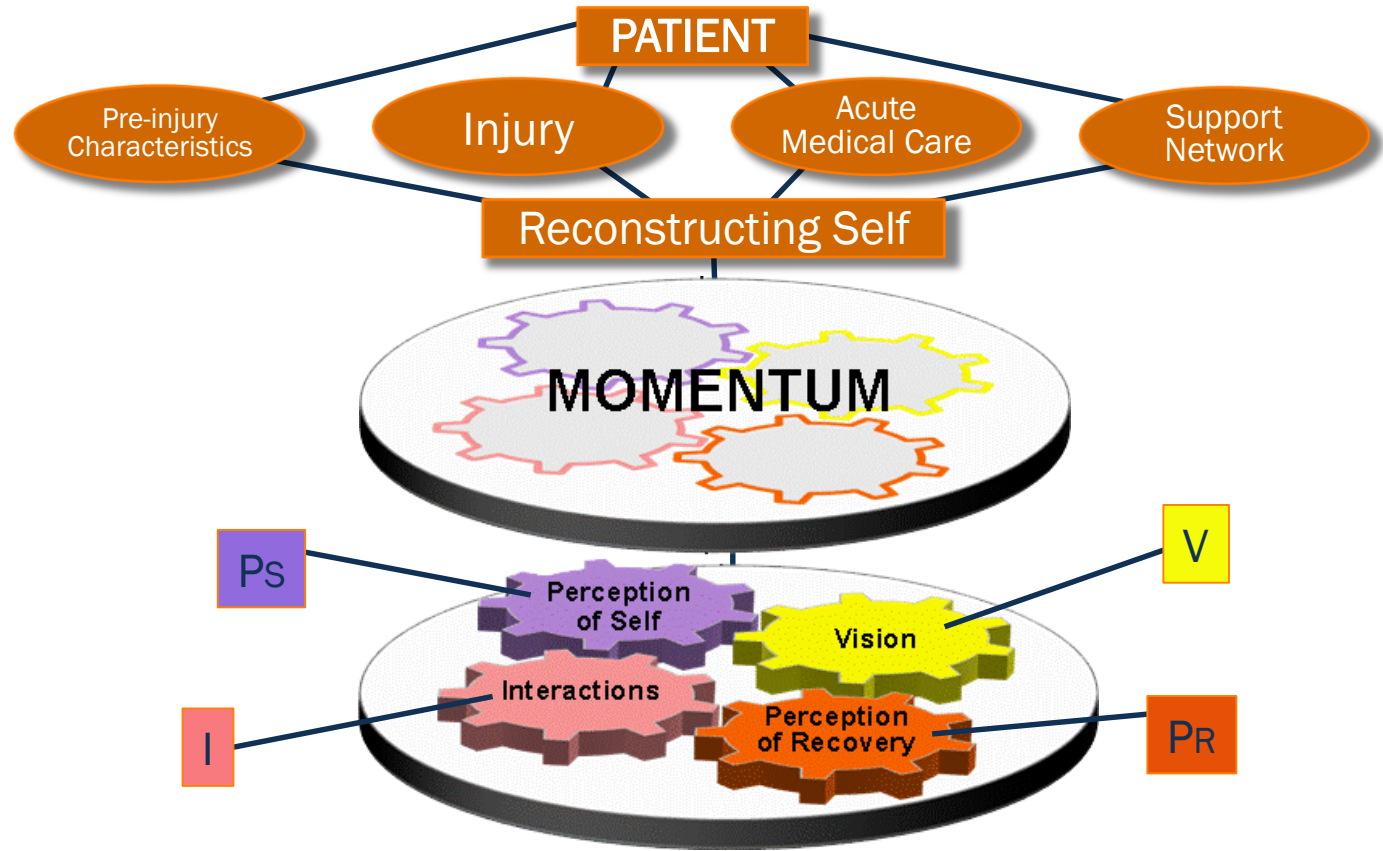 PATIENT
Pre-injury
Characteristics
Injury
Acute
Medical Care
Support
Network
Reconstructing Self
MOMENTUM
Ps
V
Perception
of Self
Vision
Interactions
Perception
of Recovery
I
PR